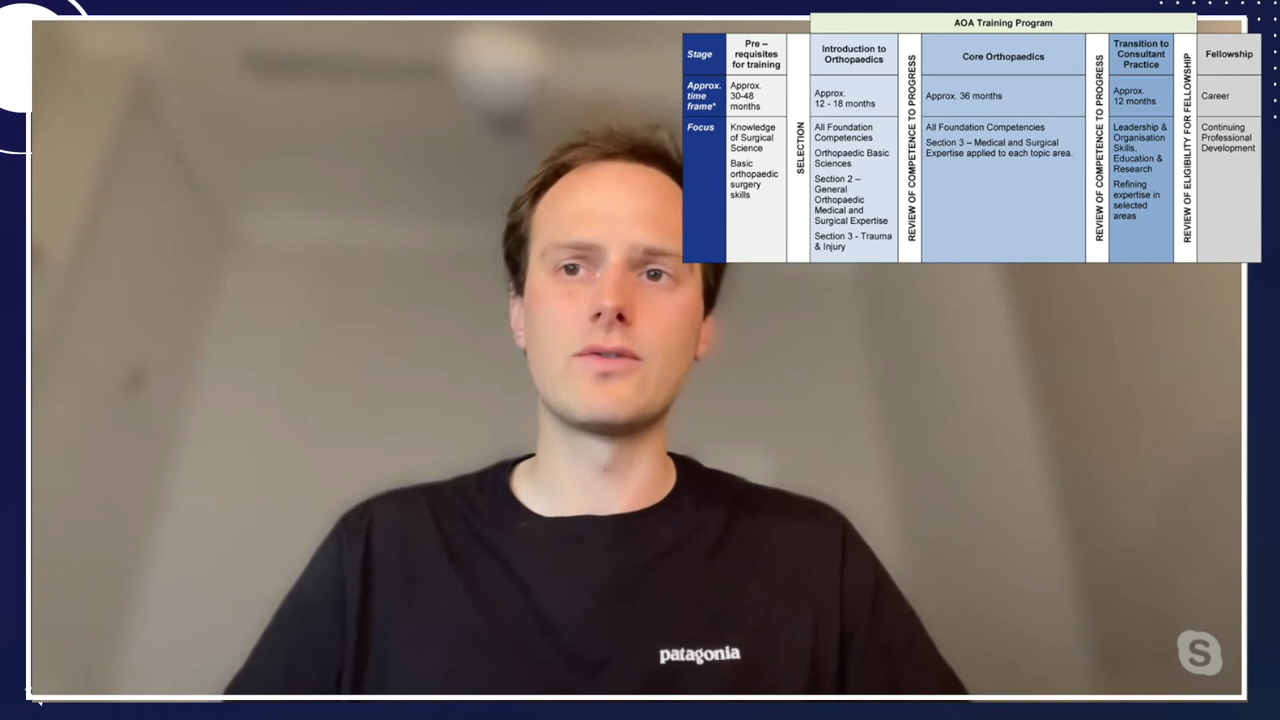 AOA Training Program
Stage
Pre –
requisites
for training
SELECTION
Introduction to
Orthopaedics
REVIEW OF COMPETENCE TO PROGRESS
Core Orthopaedics
REVIEW OF COMPETENCE TO PROGRESS
Transition to
Consultant
Practice
REVIEW OF ELIGIBILITY FOR FELLOWSHIP
Fellowship
Approx.
time
frame*
Approx.
30-48
months
Approx.
12 - 18 months
Approx. 36 months
Approx.
12 months
Career
Focus
Knowledge
of Surgical
Science
Basic
orthopaedic
surgery
skills
All Foundation
Competencies
Orthopaedic Basic
Sciences
Section 2 –
General
Orthopaedic
Medical and
Surgical Expertise
Section 3 - Trauma
& Injury
All Foundation Competencies
Section 3 – Medical and Surgical
Expertise applied to each topic area.
Leadership &
Organisation
Skills,
Education &
Research
Refining
expertise in
selected
areas
Continuing
Professional
Development
patagonia
S